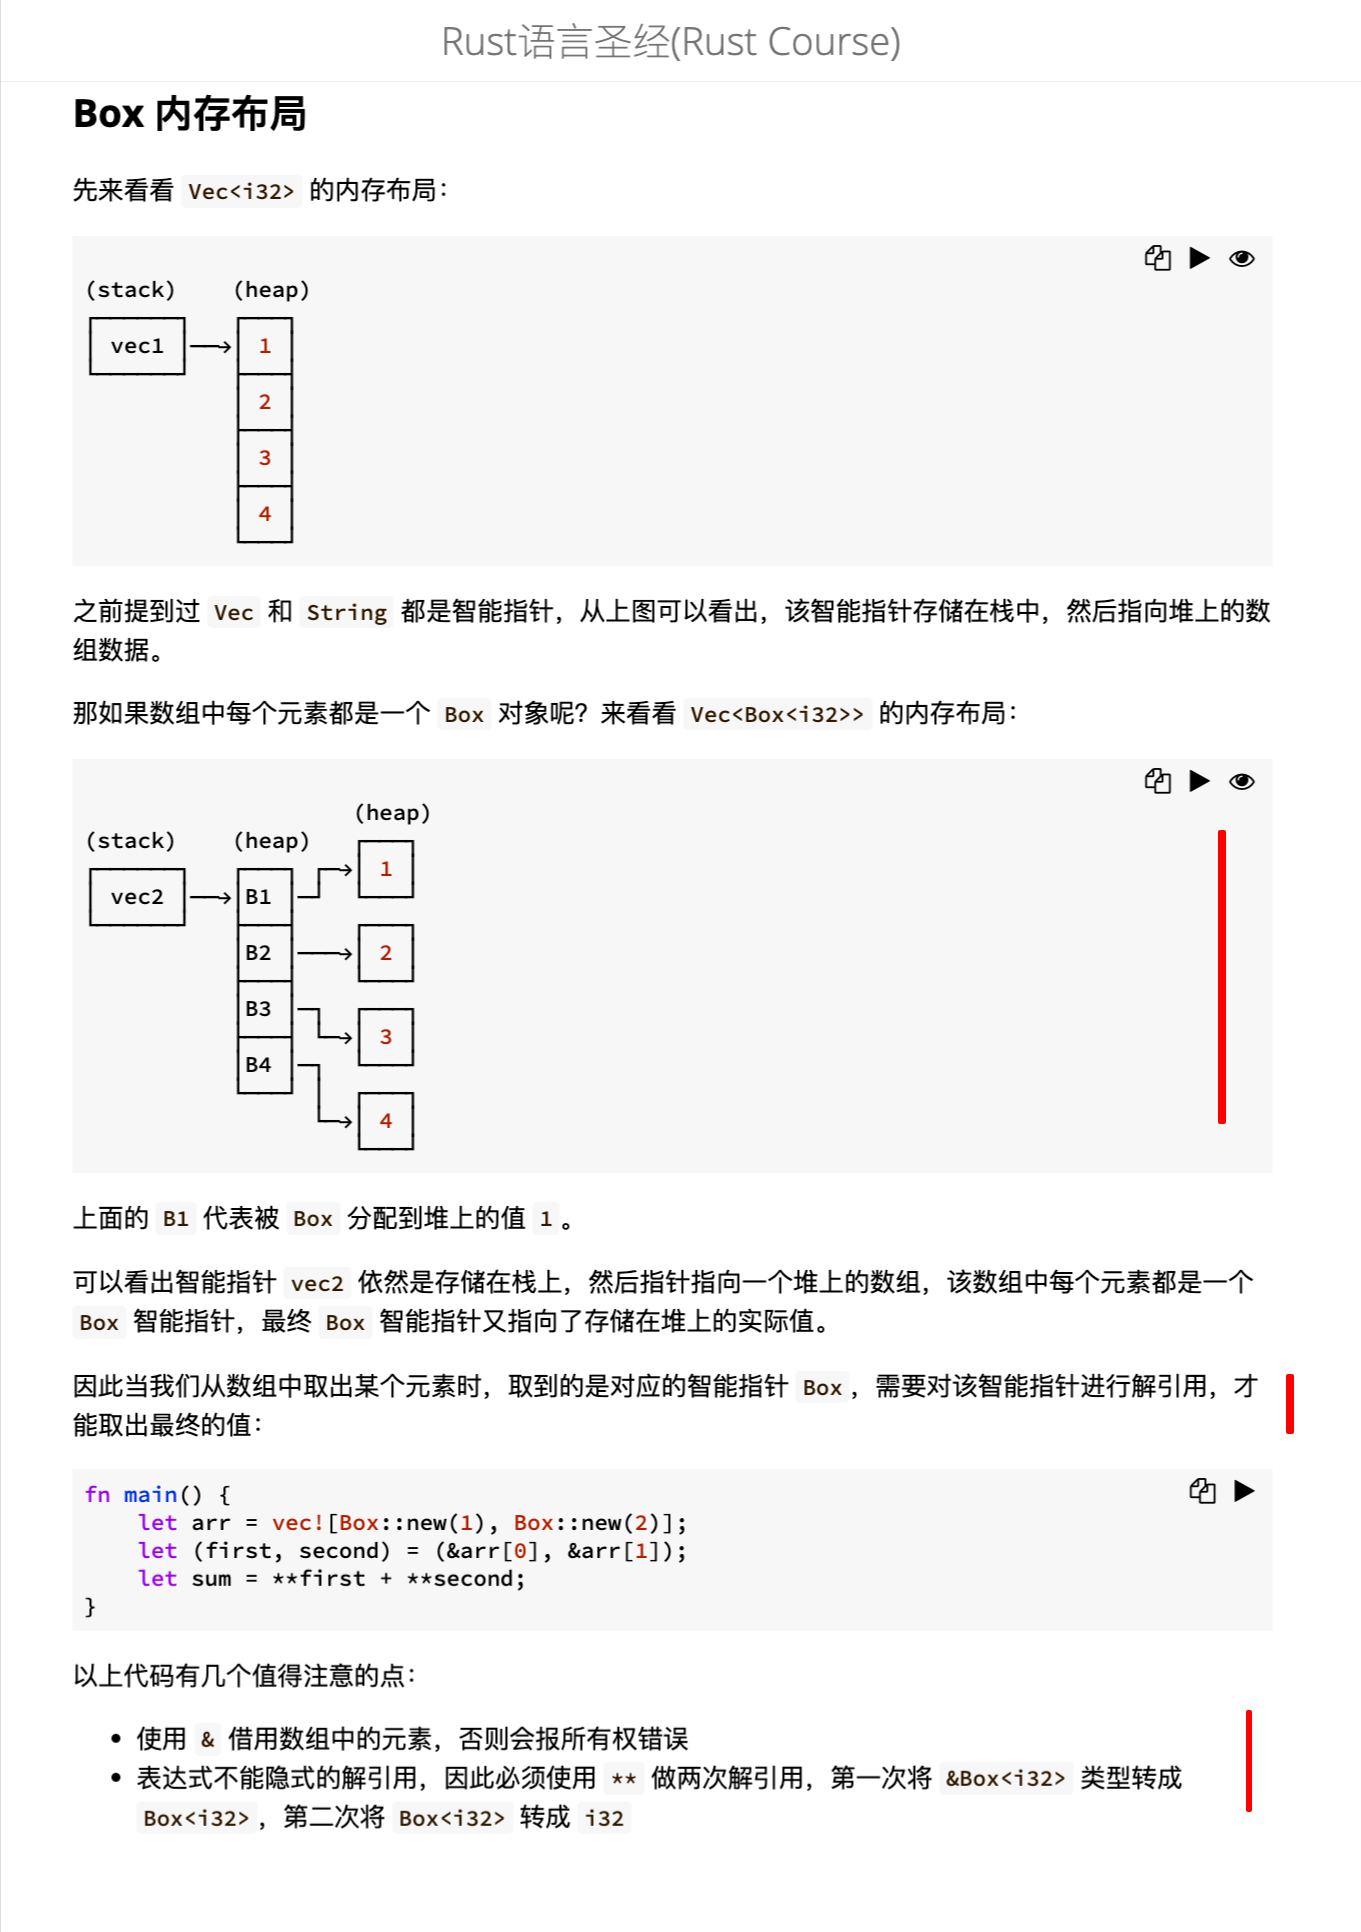 Rust语言圣经(Rust Course)
Box 内存布局
先来看看 Vec<i32> 的内存布局：
(stack)    (heap)
vec1 1
2
3
4
之前提到过 Vec 和 String 都是智能指针，从上图可以看出，该智能指针存储在栈中，然后指向堆上的数
组数据。
那如果数组中每个元素都是一个 Box 对象呢？来看看 Vec<Box<i32>> 的内存布局：
(heap)
(stack)    (heap)
1
vec2 B1
B2 2
B3
3
B4
4
上面的 B1 代表被 Box 分配到堆上的值 1 。
可以看出智能指针 vec2 依然是存储在栈上，然后指针指向一个堆上的数组，该数组中每个元素都是一个
Box 智能指针，最终 Box 智能指针又指向了存储在堆上的实际值。
因此当我们从数组中取出某个元素时，取到的是对应的智能指针 Box ，需要对该智能指针进行解引用，才
能取出最终的值：
fn main() {
    let arr = vec![Box::new(1), Box::new(2)];
    let (first, second) = (&arr[0], &arr[1]);
    let sum = **first + **second;
}
以上代码有几个值得注意的点：
• 使用 & 借用数组中的元素，否则会报所有权错误
• 表达式不能隐式的解引用，因此必须使用 ** 做两次解引用，第一次将 &Box<i32> 类型转成
Box<i32> ，第二次将 Box<i32> 转成 i32